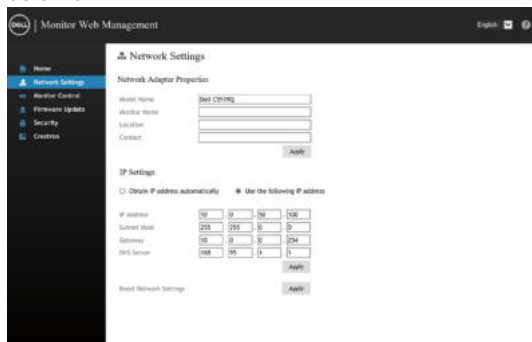 DELL | Monitor Web Management
English
Network Settings
Home
Network Settings
Monitor Control
Firmware Update
Security
Crestron
Network Adapter Properties
Model Name Dell C5519Q
Monitor Name
Location
Contact
Apply
IP Settings
Obtain IP address automatically Use the following IP address
IP Address 10 . 0 . 50 . 100
Subnet Mask 255 . 255 . 0 . 0
Gateway 10 . 0 . 0 . 254
DNS Server 168 . 95 . 1 . 1
Apply
Reset Network Settings Apply